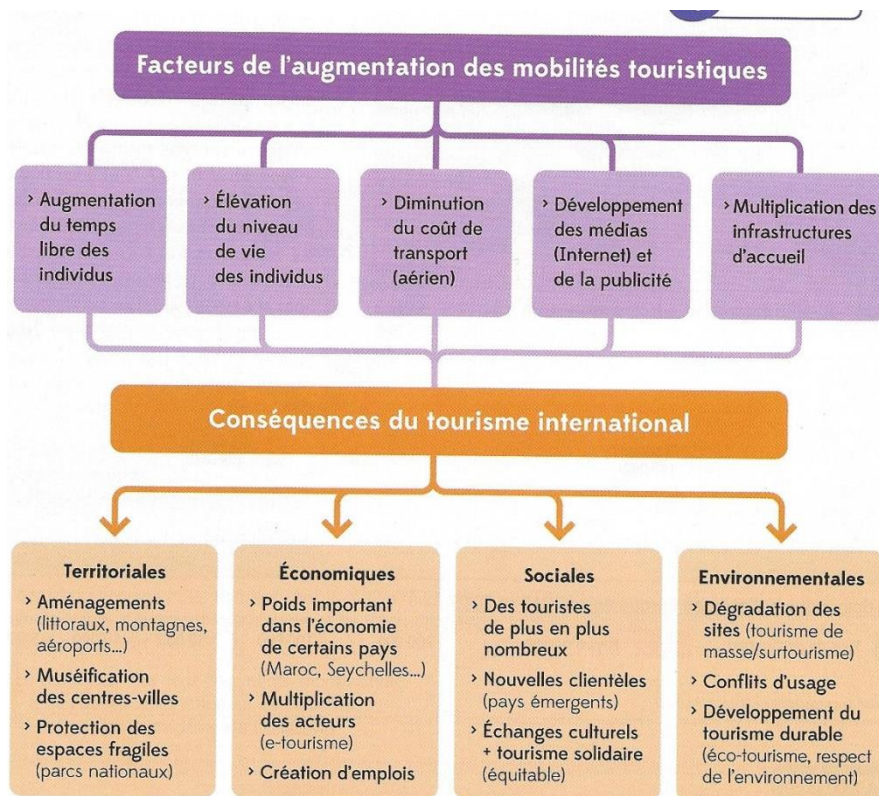 Facteurs de l'augmentation des mobilités touristiques
› Augmentation
du temps
libre des
individus
› Élévation
du niveau
de vie
des individus
› Diminution
du coût de
transport
(aérien)
› Développement
des médias
(Internet) et
de la publicité
› Multiplication des
infrastructures
d'accueil
Conséquences du tourisme international
Territoriales
› Aménagements
(littoraux, montagnes,
aéroports...)
› Muséification
des centres-villes
› Protection des
espaces fragiles
(parcs nationaux)
Économiques
› Poids important
dans l'économie
de certains pays
(Maroc, Seychelles...)
› Multiplication
des acteurs
(e-tourisme)
› Création d'emplois
Sociales
› Des touristes
de plus en plus
nombreux
› Nouvelles clientèles
(pays émergents)
› Échanges culturels
+ tourisme solidaire
(équitable)
Environnementales
› Dégradation des
sites (tourisme de
masse/surtourisme)
› Conflits d'usage
› Développement du
tourisme durable
(éco-tourisme, respect
de l'environnement)